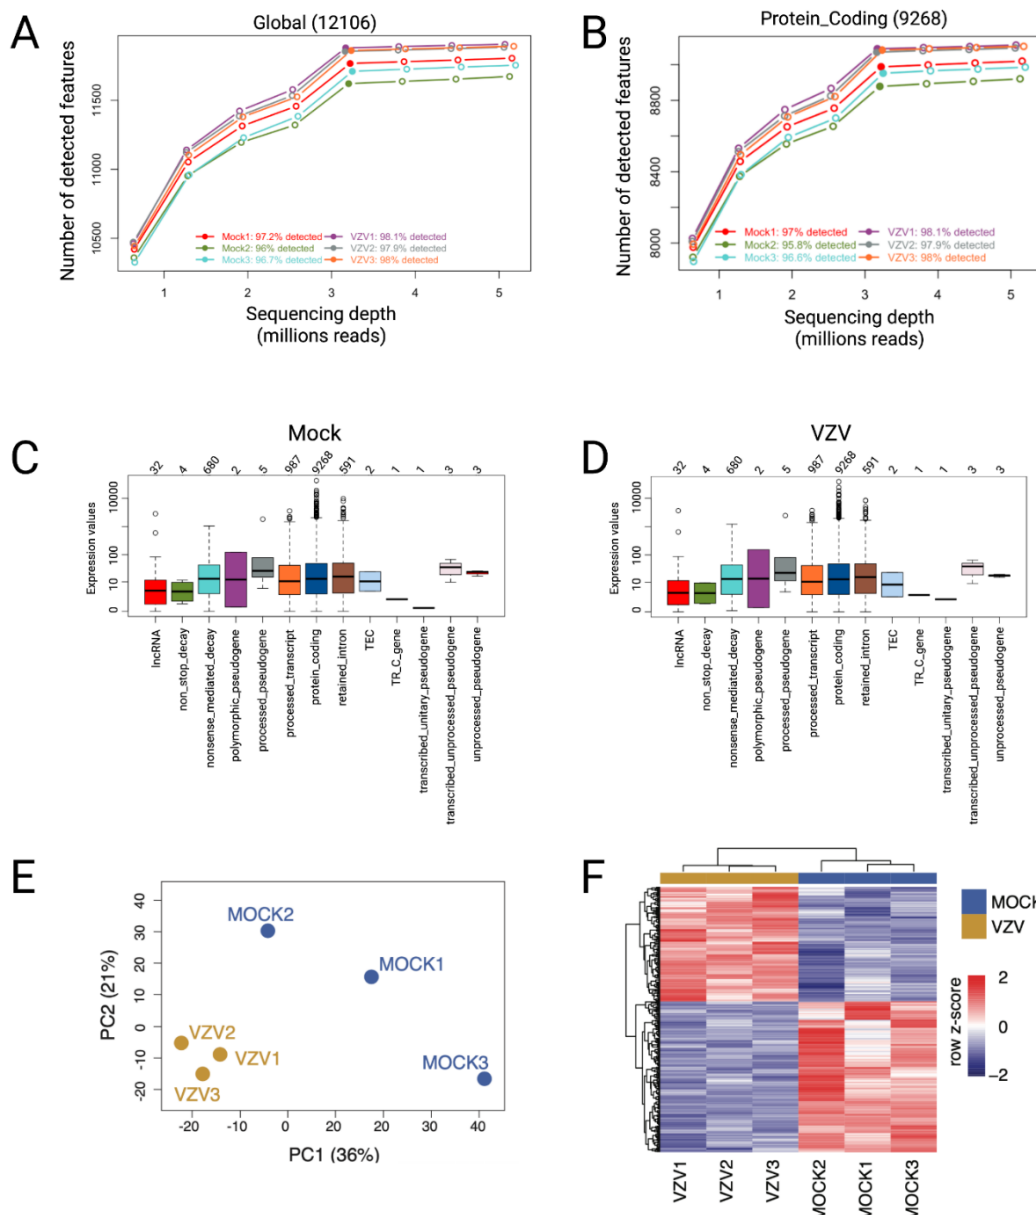 A
Global (12106)
Number of detected features
11500
11000
10500
Mock1: 97.2% detected
Mock2: 96% detected
Mock3: 96.7% detected
VZV1: 98.1% detected
VZV2: 97.9% detected
VZV3: 98% detected
1 2 3 4 5
Sequencing depth
(millions reads)
B
Protein_Coding (9268)
Number of detected features
8800
8400
8000
Mock1: 97% detected
Mock2: 95.8% detected
Mock3: 96.6% detected
VZV1: 98.1% detected
VZV2: 97.9% detected
VZV3: 98% detected
1 2 3 4 5
Sequencing depth
(millions reads)
C
Mock
32 4 680 2 5 987 9268 591 2 1 1 3 3
Expression values
10000
100
10
0
lncRNA
non_stop_decay
nonsense_mediated_decay
polymorphic_pseudogene
processed_pseudogene
processed_transcript
protein_coding
retained_intron
TEC
TR_C_gene
transcribed_unitary_pseudogene
transcribed_unprocessed_pseudogene
unprocessed_pseudogene
D
VZV
32 4 680 2 5 987 9268 591 2 1 1 3 3
Expression values
10000
100
10
0
lncRNA
non_stop_decay
nonsense_mediated_decay
polymorphic_pseudogene
processed_pseudogene
processed_transcript
protein_coding
retained_intron
TEC
TR_C_gene
transcribed_unitary_pseudogene
transcribed_unprocessed_pseudogene
unprocessed_pseudogene
E
PC2 (21%)
40
30
20
10
0
-10
-20
MOCK2
MOCK1
VZV2
VZV1
VZV3
MOCK3
-20 -10 0 10 20 30 40
PC1 (36%)
F
MOCK
VZV
2
0
-2
row z-score
VZV1
VZV2
VZV3
MOCK2
MOCK1
MOCK3